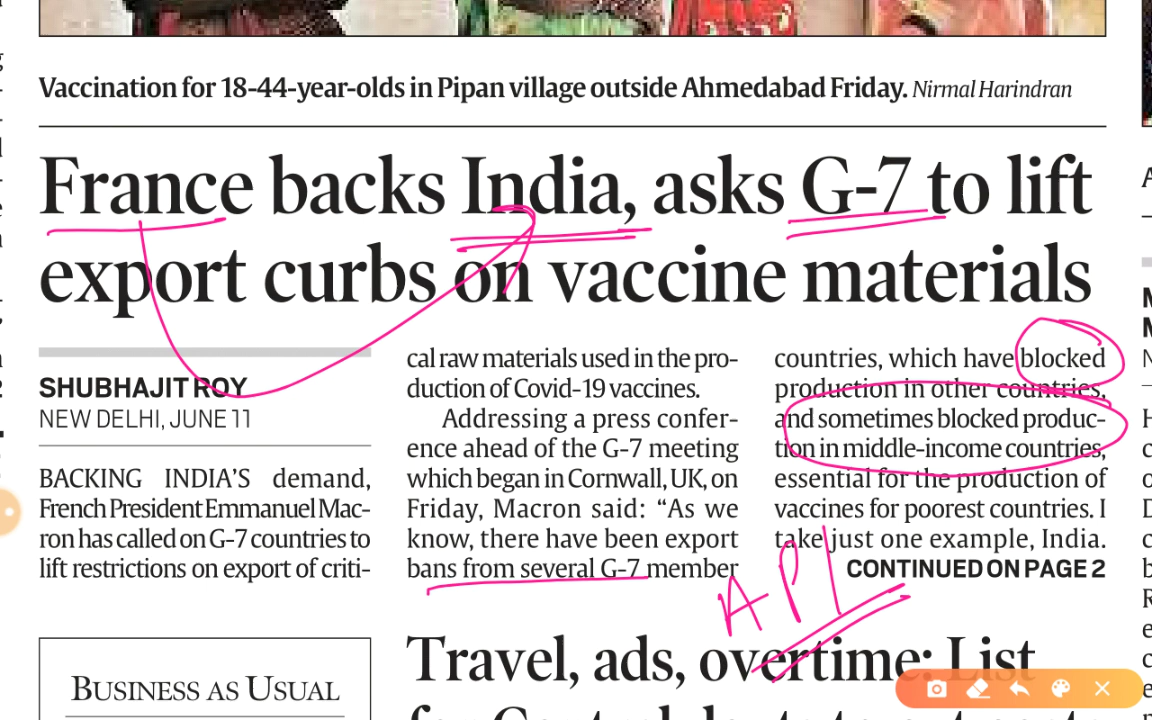 Vaccination for 18-44-year-olds in Pipan village outside Ahmedabad Friday. Nirmal Harindran
France backs India, asks G-7 to lift
export curbs on vaccine materials
SHUBHAJIT ROY
NEW DELHI, JUNE 11
BACKING INDIA'S demand,
French President Emmanuel Mac-
ron has called on G-7 countries to
lift restrictions on export of criti-
cal raw materials used in the pro-
duction of Covid-19 vaccines.
Addressing a press confer-
ence ahead of the G-7 meeting
which began in Cornwall, UK, on
Friday, Macron said: “As we
know, there have been export
bans from several G-7 member
countries, which have blocked
production in other countries,
and sometimes blocked produc-
tion in middle-income countries,
essential for the production of
vaccines for poorest countries. I
take just one example, India.
CONTINUED ON PAGE 2
API
Travel, ads, overtime: List
BUSINESS AS USUAL